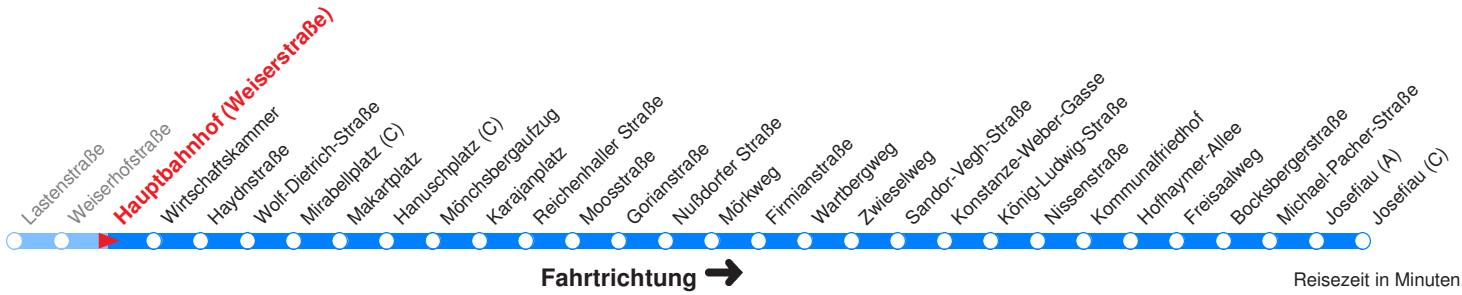 Lastenstraße
Weiserhofstraße
Hauptbahnhof (Weiserstraße)
Wirtschaftskammer
Haydnstraße
Wolf-Dietrich-Straße
Mirabellplatz (C)
Makartplatz
Hanuschplatz (C)
Mönchsbergaufzug
Karajanplatz
Reichenhaller Straße
Moosstraße
Gorianstraße
Nußdorfer Straße
Mörkweg
Firmianstraße
Wartbergweg
Zwieselweg
Sandor-Vegh-Straße
Konstanze-Weber-Gasse
König-Ludwig-Straße
Nissenstraße
Kommunalfriedhof
Hofhaymer-Allee
Freisaalweg
Bocksbergerstraße
Michael-Pacher-Straße
Josefiau (A)
Josefiau (C)
Fahrtrichtung
Reisezeit in Minuten